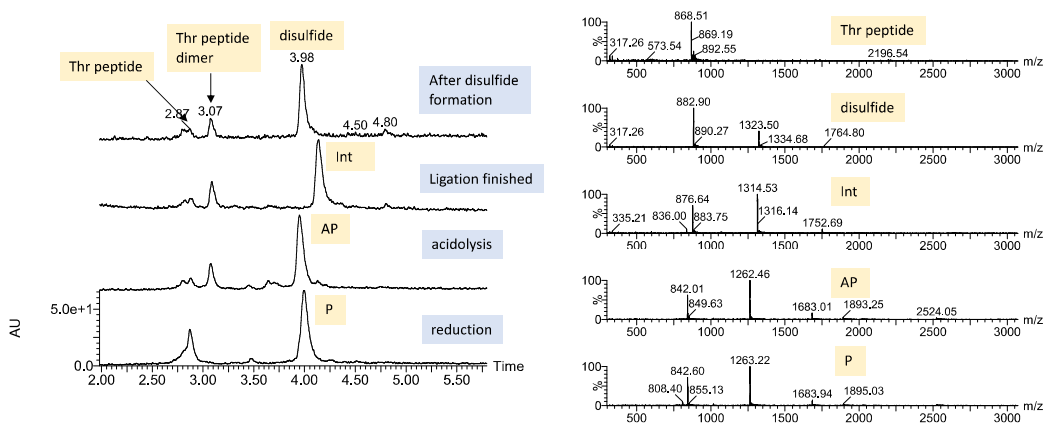 disulfide
Thr peptide
dimer
Thr peptide
3.98
2.87
3.07
4.50
4.80
After disulfide
formation
Int
Ligation finished
AP
acidolysis
P
reduction
5.0e+1
0.0
AU
2.00 2.50 3.00 3.50 4.00 4.50 5.00 5.50
Time
Thr peptide
100
%
317.26
573.54
868.51
869.19
892.55
2196.54
500 1000 1500 2000 2500 3000 m/z
disulfide
100
%
317.26
882.90
890.27
1323.50
1334.68
1764.80
500 1000 1500 2000 2500 3000 m/z
Int
100
%
335.21
836.00
876.64
883.75
1314.53
1316.14
1752.69
500 1000 1500 2000 2500 3000 m/z
AP
100
%
842.01
849.63
1262.46
1683.01
1893.25
2524.05
500 1000 1500 2000 2500 3000 m/z
P
100
%
808.40
842.60
855.13
1263.22
1683.94
1895.03
500 1000 1500 2000 2500 3000 m/z